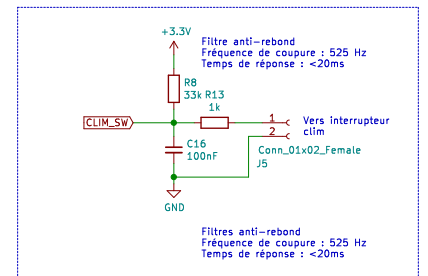 +3.3V
Filtre anti-rebond
Fréquence de coupure : 525 Hz
Temps de réponse : <20ms
R8
33k
R13
1k
CLIM_SW
1
2
Vers interrupteur
clim
C16
100nF
Conn_01x02_Female
J5
GND
Filtres anti-rebond
Fréquence de coupure : 525 Hz
Temps de réponse : <20ms